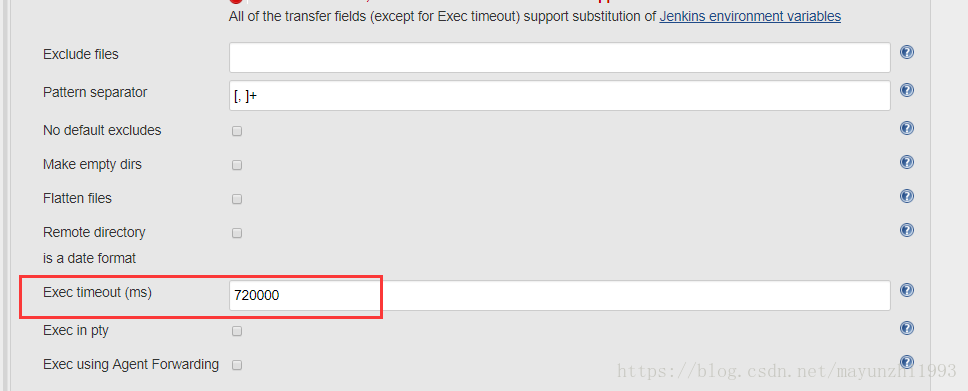 All of the transfer fields (except for Exec timeout) support substitution of Jenkins environment variables
Exclude files
Pattern separator
[, ]+
No default excludes
Make empty dirs
Flatten files
Remote directory
is a date format
Exec timeout (ms)
720000
Exec in pty
Exec using Agent Forwarding
https://blog.csdn.net/mayunzhi1993